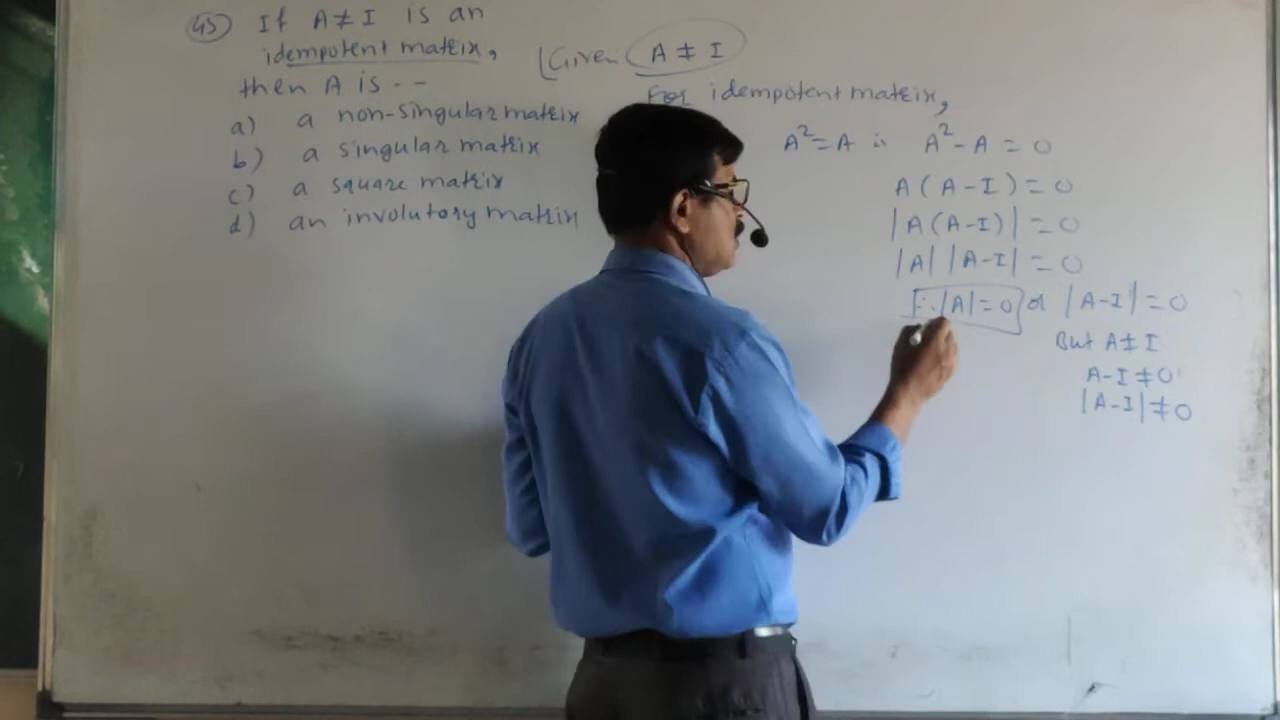 45) If A ≠ I is an
idempotent matrix,
then A is --
a) a non-singular matrix
b) a singular matrix
c) a square matrix
d) an involutory matrix
Given A ≠ I
For idempotent matrix,
A² = A ∴ A² - A = 0
A (A - I) = 0
|A (A - I)| = 0
|A| |A - I| = 0
∴ |A| = 0 or |A - I| = 0
But A ≠ I
A - I ≠ 0
|A - I| ≠ 0